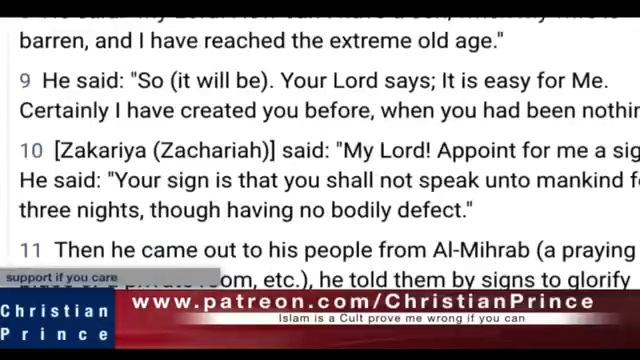 barren, and I have reached the extreme old age."
9 He said: "So (it will be). Your Lord says; It is easy for Me.
Certainly I have created you before, when you had been nothin
10 [Zakariya (Zachariah)] said: "My Lord! Appoint for me a sig
He said: "Your sign is that you shall not speak unto mankind f
three nights, though having no bodily defect."
11 Then he came out to his people from Al-Mihrab (a praying
room, etc.), he told them by signs to glorify
support if you care
www.patreon.com/ChristianPrince
Islam is a Cult prove me wrong if you can
Christian
Prince